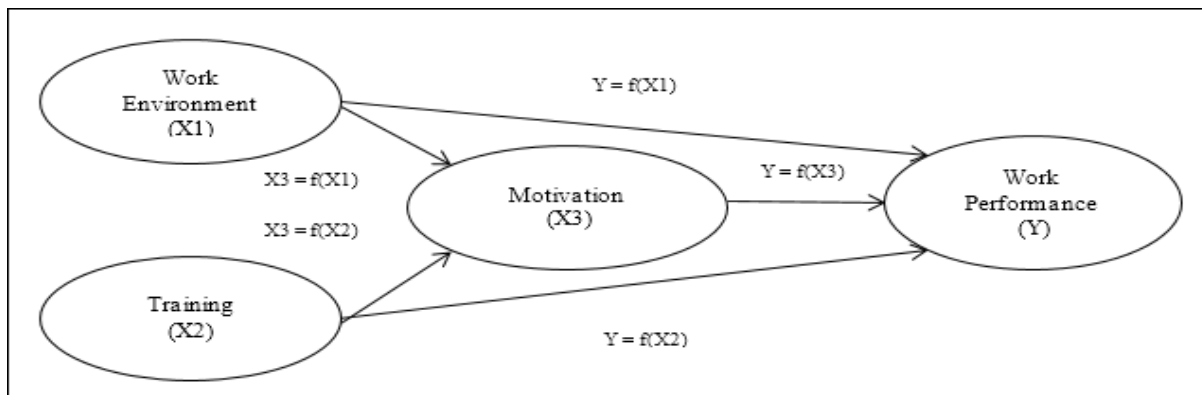 Work
Environment
(X1)
Y = f(X1)
X3 = f(X1)
Motivation
(X3)
Y = f(X3)
Work
Performance
(Y)
X3 = f(X2)
Training
(X2)
Y = f(X2)